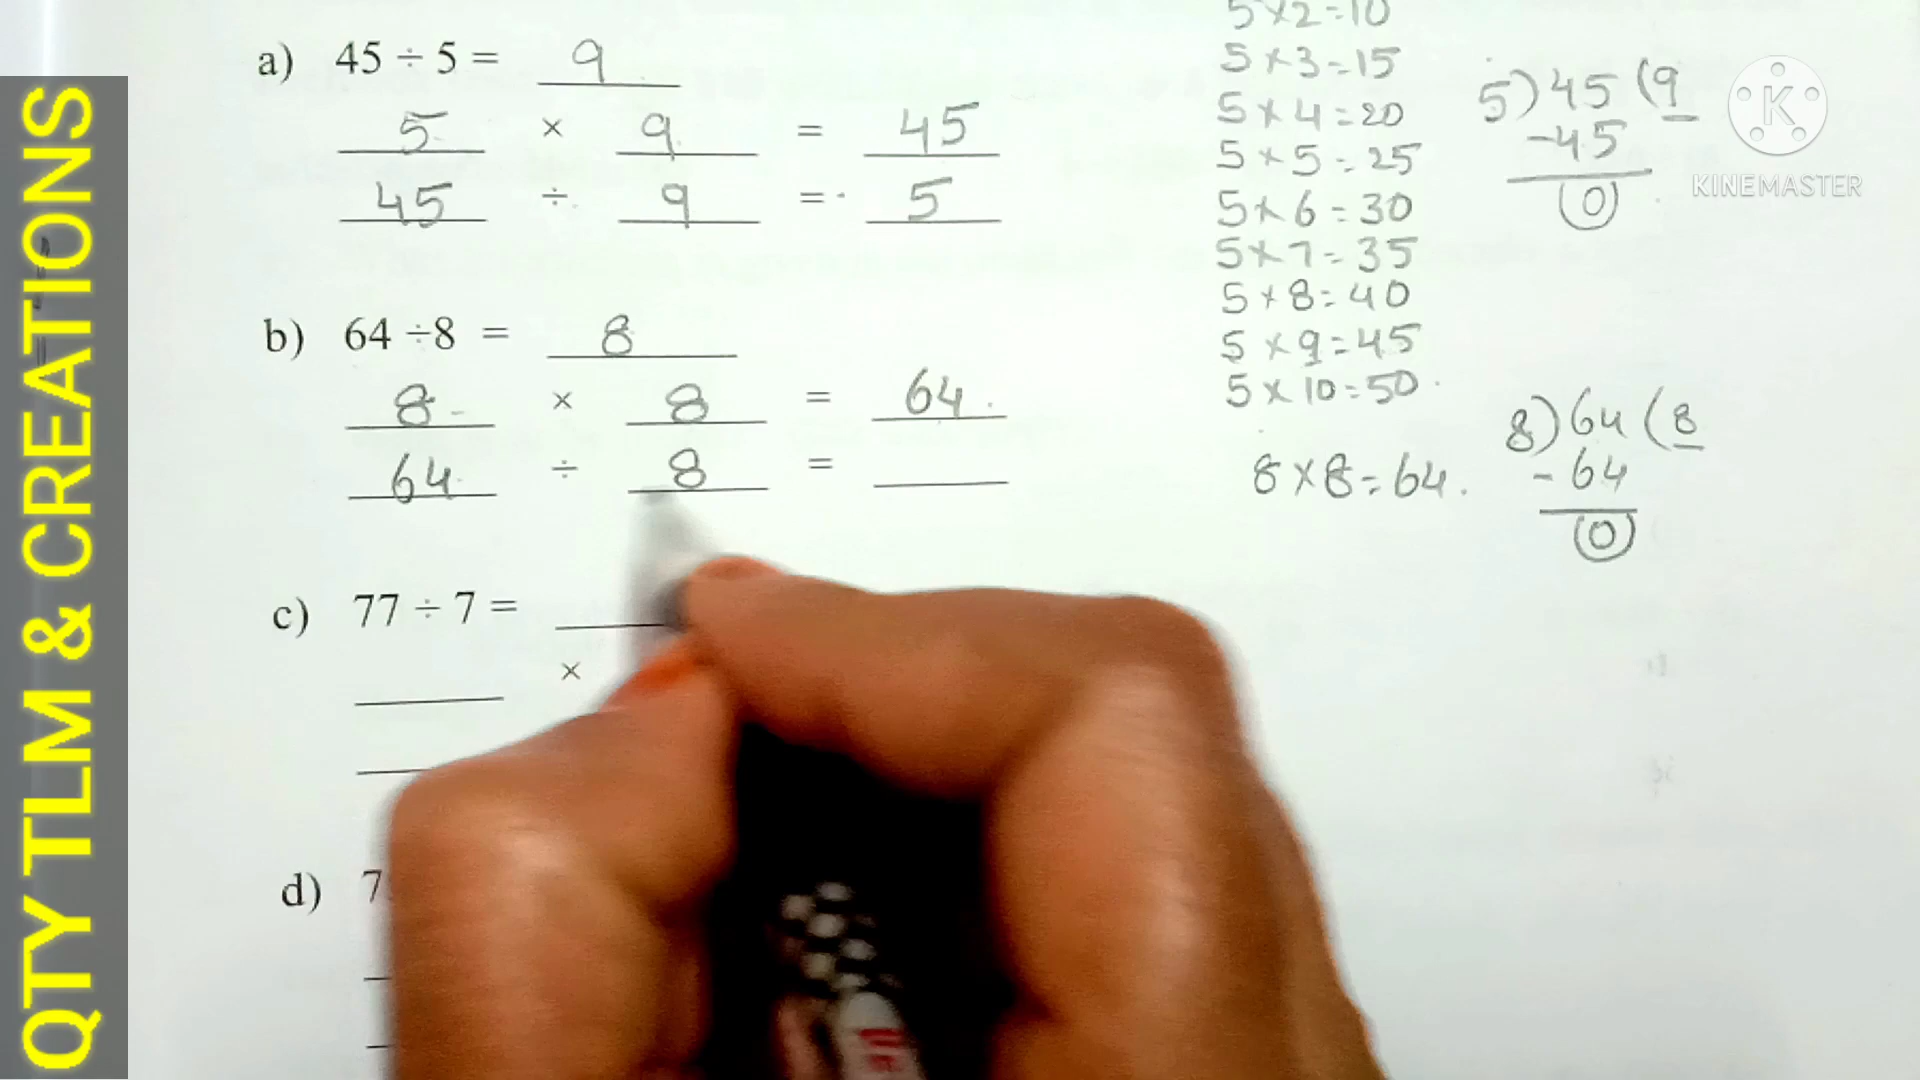 QTY TLM & CREATIONS
a) 45 ÷ 5 = 9
5 × 9 = 45
45 ÷ 9 = 5
b) 64 ÷8 = 8
8 × 8 = 64
64 ÷ 8 =
c) 77 ÷ 7 =
×
d) 7
5×2=10
5×3=15
5×4=20
5×5=25
5×6=30
5×7=35
5×8=40
5×9=45
5×10=50
8×8=64.
5)45(9
-45
0
8)64(8
-64
0
K
KINEMASTER